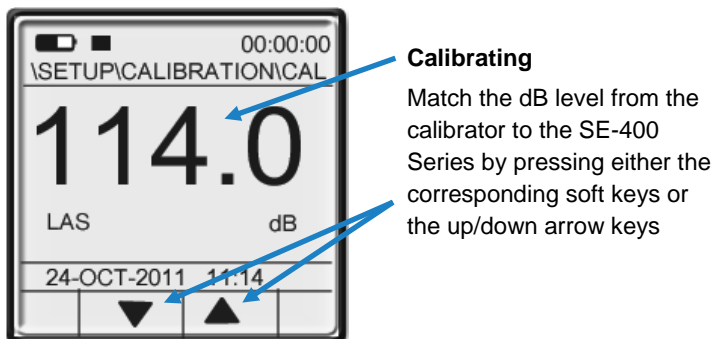 00:00:00
\SETUP\CALIBRATION\CAL
114.0
LAS dB
24-OCT-2011 11:14
Calibrating
Match the dB level from the
calibrator to the SE-400
Series by pressing either the
corresponding soft keys or
the up/down arrow keys